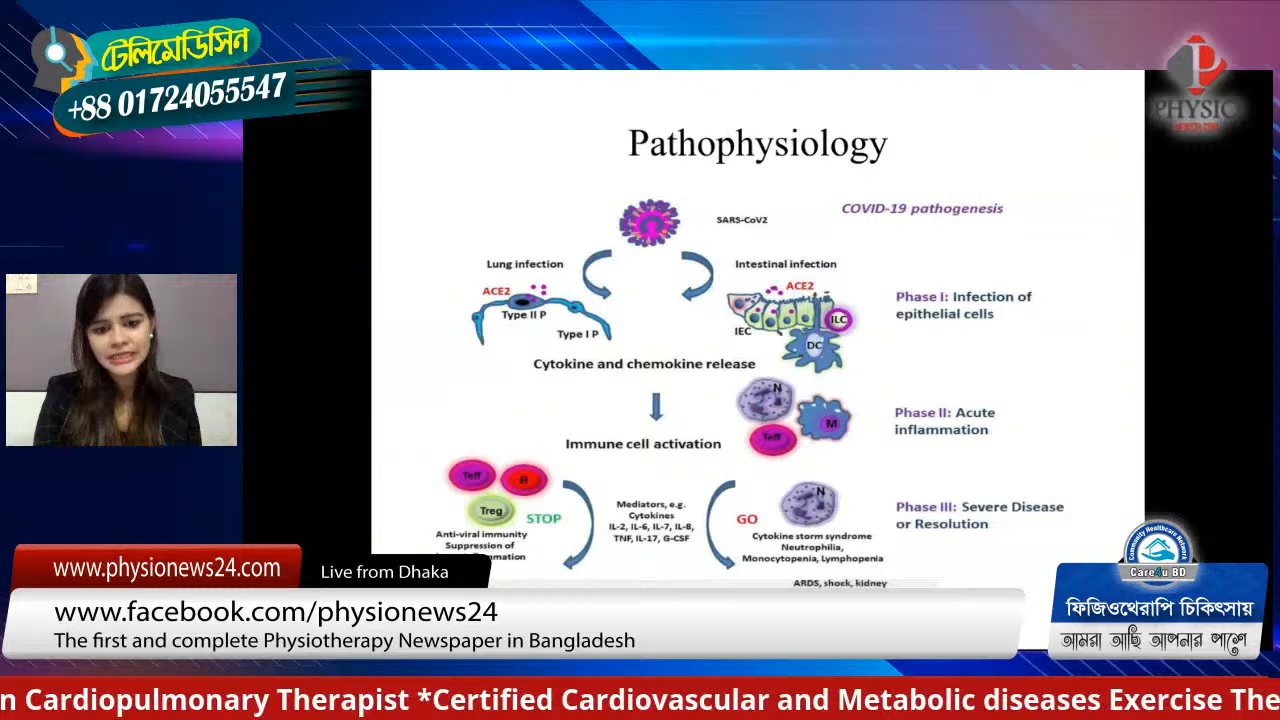 টেলিমেডিসিন
+88 01724055547
PHYSIO
Pathophysiology
COVID-19 pathogenesis
SARS-CoV2
Lung infection
Intestinal infection
ACE2
ACE2
Type II P
Type I P
IEC
ILC
DC
Phase I: Infection of
epithelial cells
Cytokine and chemokine release
N
M
Teff
Phase II: Acute
inflammation
Immune cell activation
Teff
B
Treg
STOP
Anti-viral immunity
Suppression of
Mediators, e.g.
Cytokines
IL-2, IL-6, IL-7, IL-8,
TNF, IL-17, G-CSF
GO
N
Cytokine storm syndrome
Neutrophilia,
Monocytopenia, Lymphopenia
ARDS, shock, kidney
Phase III: Severe Disease
or Resolution
www.physionews24.com
Live from Dhaka
www.facebook.com/physionews24
The first and complete Physiotherapy Newspaper in Bangladesh
Community Healthcare Network
Care4u BD
ফিজিওথেরাপি চিকিৎসায়
আমরা আছি আপনার পাশে
n Cardiopulmonary Therapist *Certified Cardiovascular and Metabolic diseases Exercise The